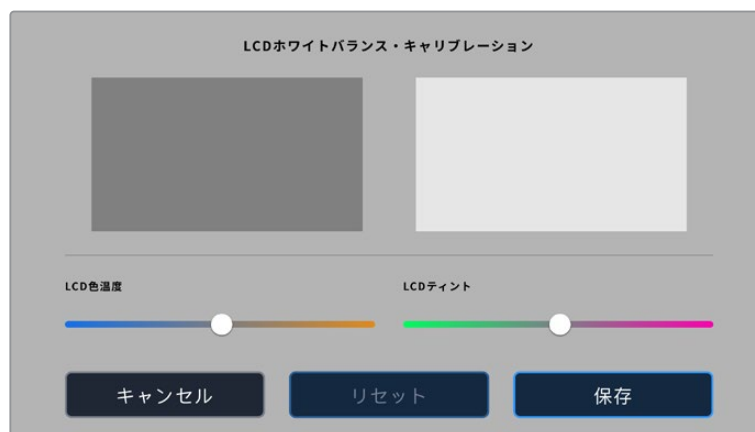 LCDホワイトバランス・キャリブレーション
LCD色温度
LCDティント
キャンセル
リセット
保存